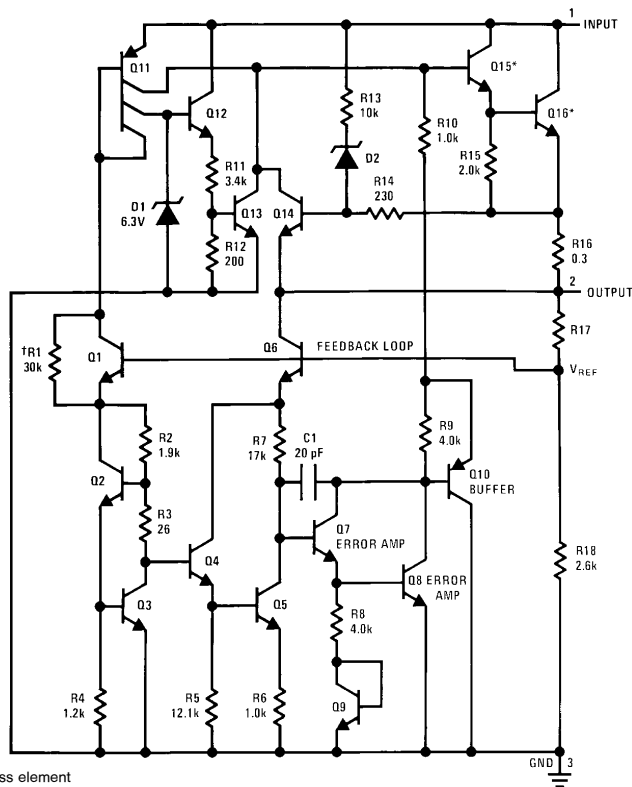 1
INPUT
Q11
Q12
Q15*
Q16*
R13
10k
R10
1.0k
D2
R11
3.4k
R15
2.0k
R14
230
D1
6.3V
Q13
Q14
R12
200
R16
0.3
2
OUTPUT
†R1
30k
Q1
Q6
FEEDBACK LOOP
R17
VREF
R2
1.9k
R7
17k
C1
20 pF
R9
4.0k
Q2
Q10
BUFFER
R3
26
Q7
ERROR AMP
R18
2.6k
Q4
Q8 ERROR
AMP
Q3
Q5
R8
4.0k
R4
1.2k
R5
12.1k
R6
1.0k
Q9
GND 3
ss element